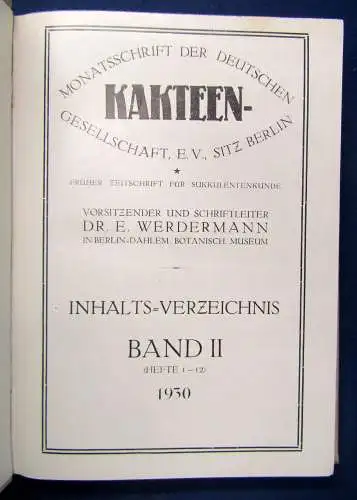 MONATSSCHRIFT DER DEUTSCHEN
KAKTEEN-
GESELLSCHAFT, E. V., SITZ BERLIN
★
FRÜHER ZEITSCHRIFT FÜR SUKKULENTENKUNDE
VORSITZENDER UND SCHRIFTLEITER
DR. E. WERDERMANN
IN BERLIN=DAHLEM, BOTANISCH. MUSEUM
INHALTS=VERZEICHNIS
BAND II
(HEFTE 1–12)
1930